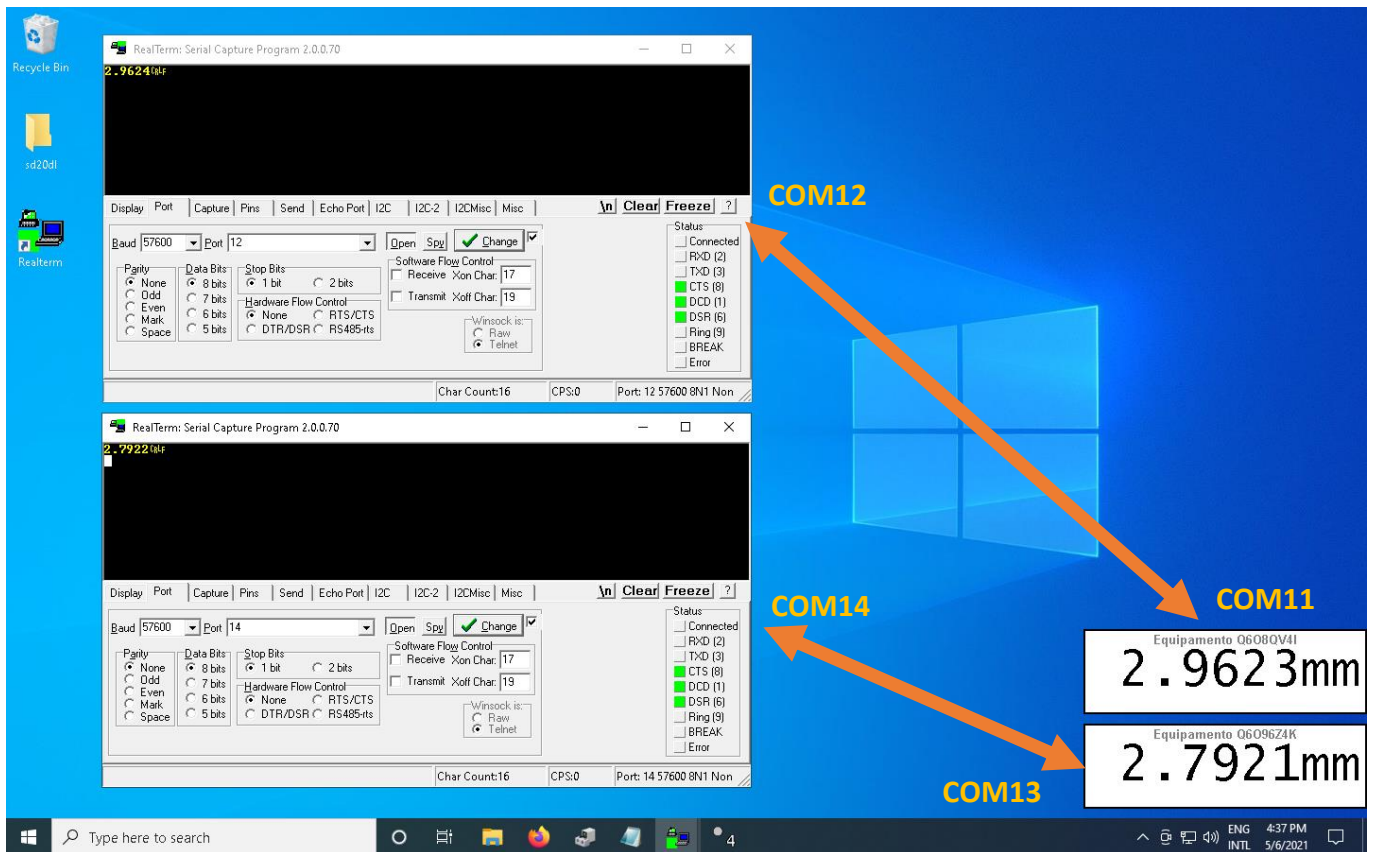 Recycle Bin
sd20dl
Realterm
RealTerm: Serial Capture Program 2.0.0.70
2.9624CRLF
Display Port Capture Pins Send Echo Port I2C I2C-2 I2CMisc Misc \n Clear Freeze ?
Baud 57600 Port 12 Open Spy Change
Parity
None
Odd
Even
Mark
Space
Data Bits
8 bits
7 bits
6 bits
5 bits
Stop Bits
1 bit 2 bits
Hardware Flow Control
None RTS/CTS
DTR/DSR RS485-rts
Software Flow Control
Receive Xon Char: 17
Transmit Xoff Char: 19
Winsock is:
Raw
Telnet
Status
Connected
RXD (2)
TXD (3)
CTS (8)
DCD (1)
DSR (6)
Ring (9)
BREAK
Error
Char Count:16 CPS:0 Port: 12 57600 8N1 Non
COM12
RealTerm: Serial Capture Program 2.0.0.70
2.7922CRLF
Display Port Capture Pins Send Echo Port I2C I2C-2 I2CMisc Misc \n Clear Freeze ?
Baud 57600 Port 14 Open Spy Change
Parity
None
Odd
Even
Mark
Space
Data Bits
8 bits
7 bits
6 bits
5 bits
Stop Bits
1 bit 2 bits
Hardware Flow Control
None RTS/CTS
DTR/DSR RS485-rts
Software Flow Control
Receive Xon Char: 17
Transmit Xoff Char: 19
Winsock is:
Raw
Telnet
Status
Connected
RXD (2)
TXD (3)
CTS (8)
DCD (1)
DSR (6)
Ring (9)
BREAK
Error
Char Count:16 CPS:0 Port: 14 57600 8N1 Non
COM14
COM11
Equipamento Q6O8QV4I
2.9623mm
Equipamento Q6O96Z4K
2.7921mm
COM13
Type here to search
4
ENG
INTL
4:37 PM
5/6/2021